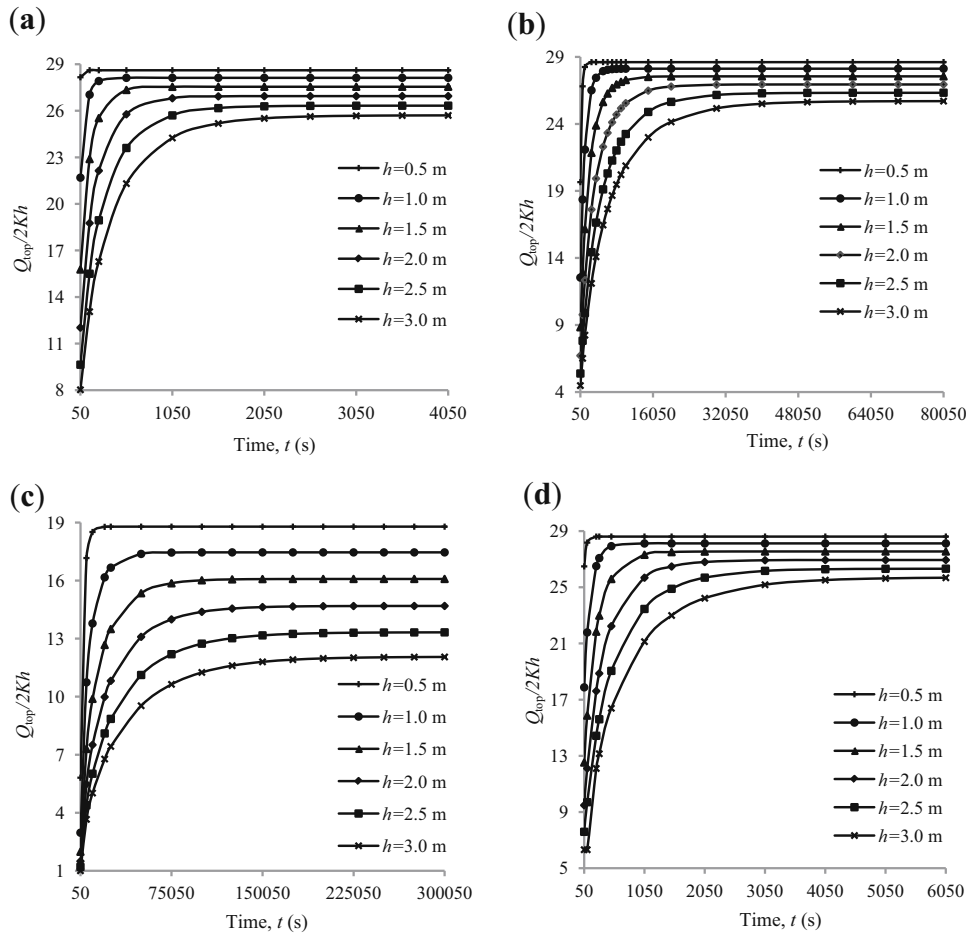 (a)
29
26
23
20
17
14
11
8
Q_top/2Kh
50
1050
2050
3050
4050
Time, t (s)
h=0.5 m
h=1.0 m
h=1.5 m
h=2.0 m
h=2.5 m
h=3.0 m
(b)
29
24
19
14
9
4
Q_top/2Kh
50
16050
32050
48050
64050
80050
Time, t (s)
h=0.5 m
h=1.0 m
h=1.5 m
h=2.0 m
h=2.5 m
h=3.0 m
(c)
19
16
13
10
7
4
1
Q_top/2Kh
50
75050
150050
225050
300050
Time, t (s)
h=0.5 m
h=1.0 m
h=1.5 m
h=2.0 m
h=2.5 m
h=3.0 m
(d)
29
25
21
17
13
9
5
Q_top/2Kh
50
1050
2050
3050
4050
5050
6050
Time, t (s)
h=0.5 m
h=1.0 m
h=1.5 m
h=2.0 m
h=2.5 m
h=3.0 m